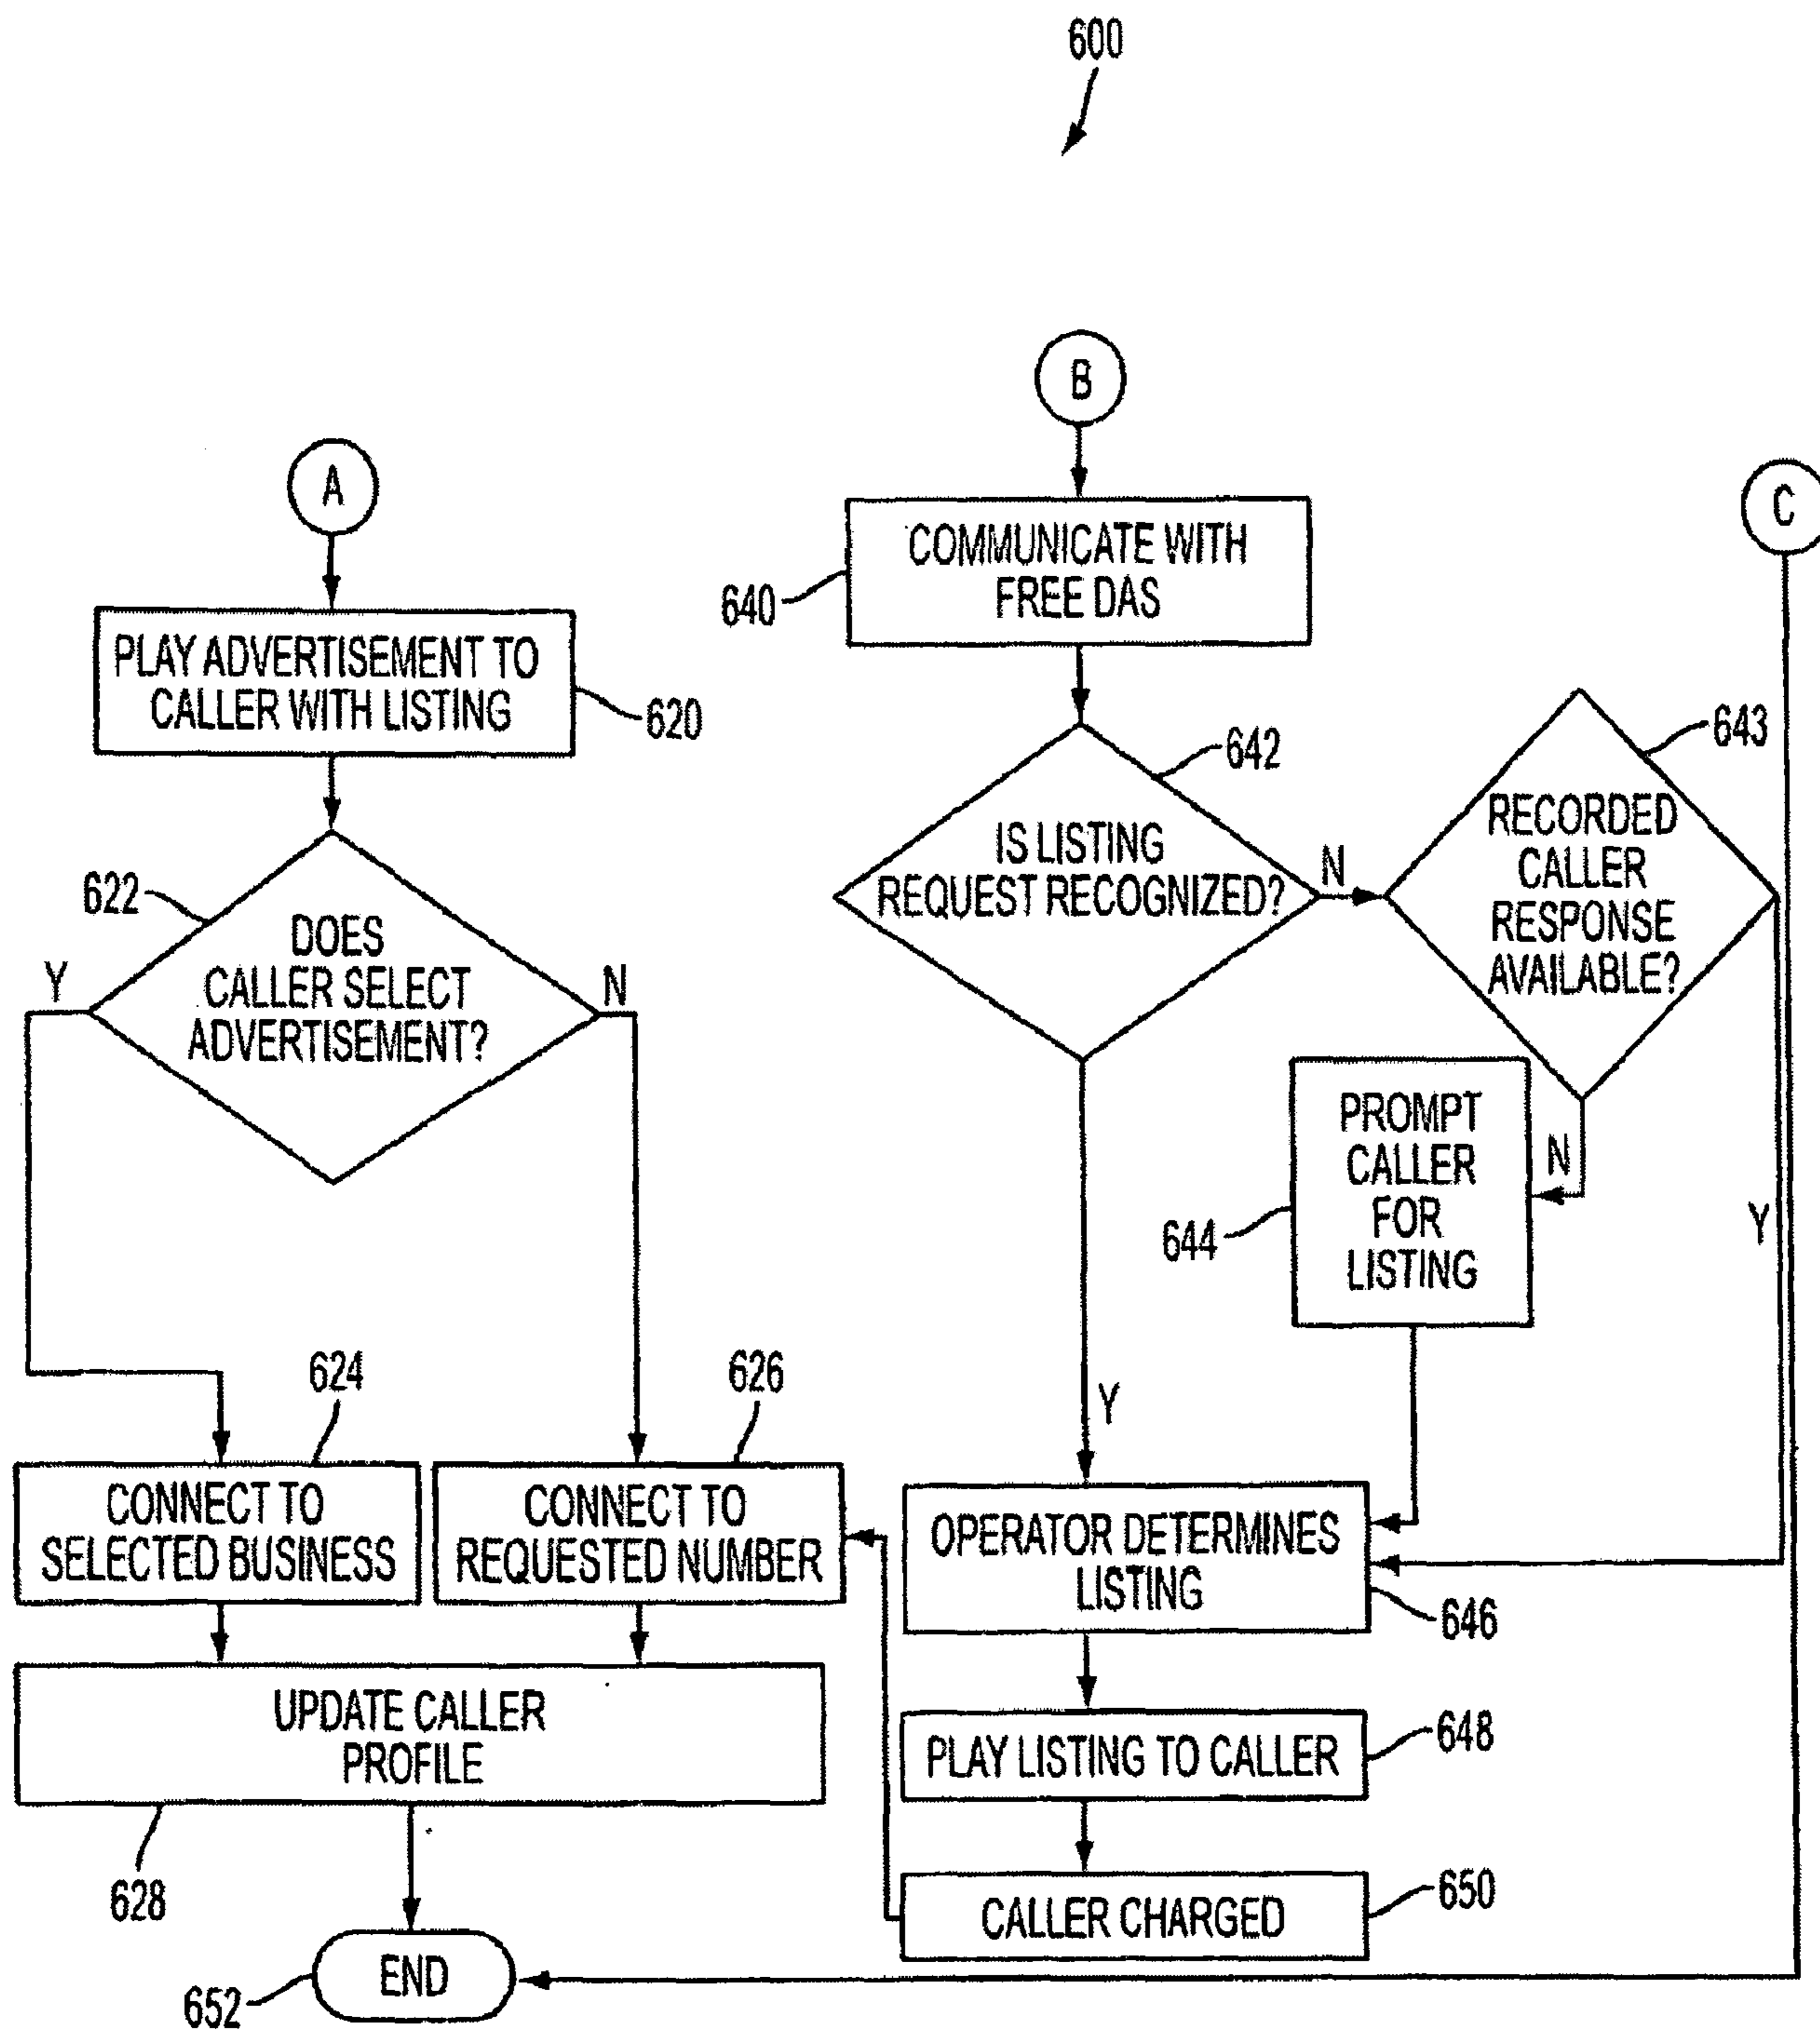 600
A
PLAY ADVERTISEMENT TO
CALLER WITH LISTING
620
622
DOES
CALLER SELECT
ADVERTISEMENT?
Y
N
624
CONNECT TO
SELECTED BUSINESS
626
CONNECT TO
REQUESTED NUMBER
UPDATE CALLER
PROFILE
628
END
652
B
COMMUNICATE WITH
FREE DAS
640
642
IS LISTING
REQUEST RECOGNIZED?
N
Y
643
RECORDED
CALLER
RESPONSE
AVAILABLE?
N
Y
PROMPT
CALLER
FOR
LISTING
644
OPERATOR DETERMINES
LISTING
646
PLAY LISTING TO CALLER
648
CALLER CHARGED
650
C